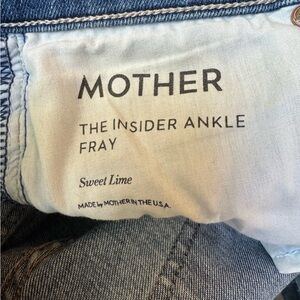 MOTHER
THE INSIDER ANKLE
FRAY
Sweet Lime
MADE by MOTHER IN THE U.S.A.